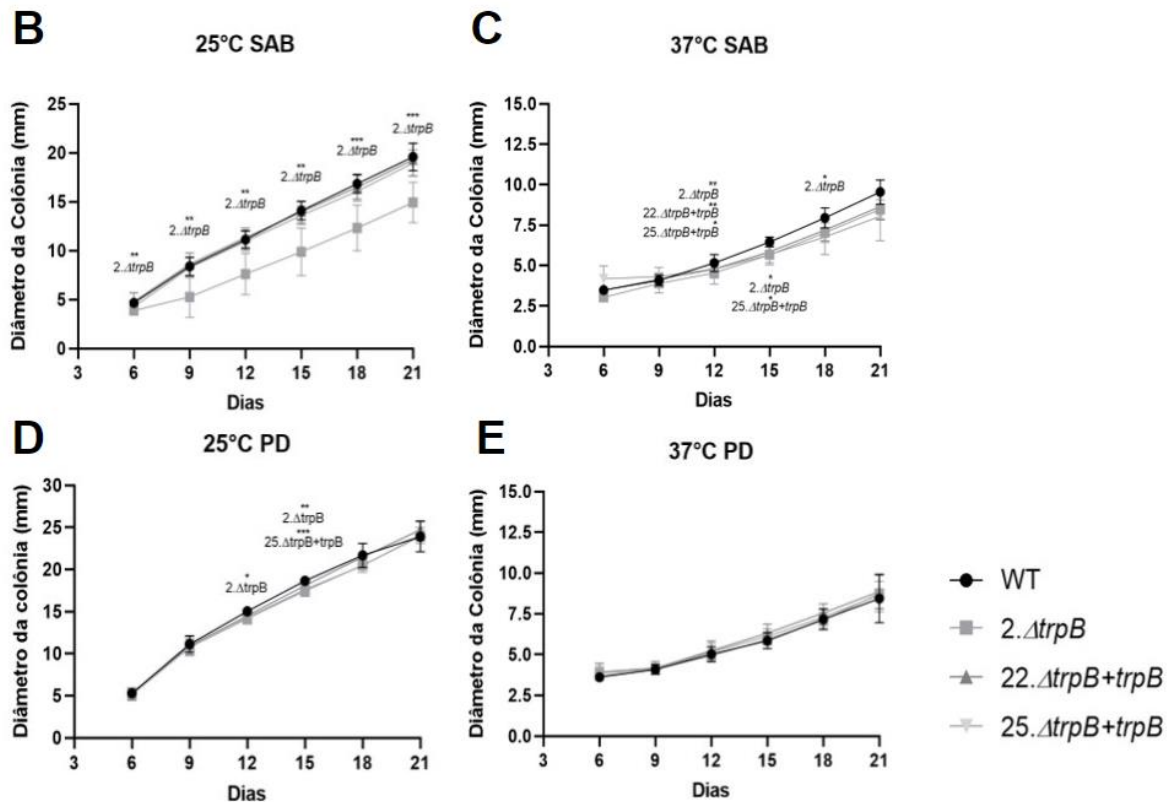 B
25°C SAB
Diâmetro da Colônia (mm)
25
20
15
10
5
0
**
2.ΔtrpB
**
2.ΔtrpB
**
2.ΔtrpB
**
2.ΔtrpB
***
2.ΔtrpB
***
2.ΔtrpB
3 6 9 12 15 18 21
Dias
C
37°C SAB
Diâmetro da Colônia (mm)
15.0
12.5
10.0
7.5
5.0
2.5
0.0
**
2.ΔtrpB
**
22.ΔtrpB+trpB
*
25.ΔtrpB+trpB
*
2.ΔtrpB
*
25.ΔtrpB+trpB
*
2.ΔtrpB
3 6 9 12 15 18 21
Dias
D
25°C PD
Diâmetro da colônia (mm)
30
25
20
15
10
5
0
*
2.ΔtrpB
**
2.ΔtrpB
***
25.ΔtrpB+trpB
3 6 9 12 15 18 21
Dias
E
37°C PD
Diâmetro da Colônia (mm)
15.0
12.5
10.0
7.5
5.0
2.5
0.0
3 6 9 12 15 18 21
Dias
WT
2.ΔtrpB
22.ΔtrpB+trpB
25.ΔtrpB+trpB